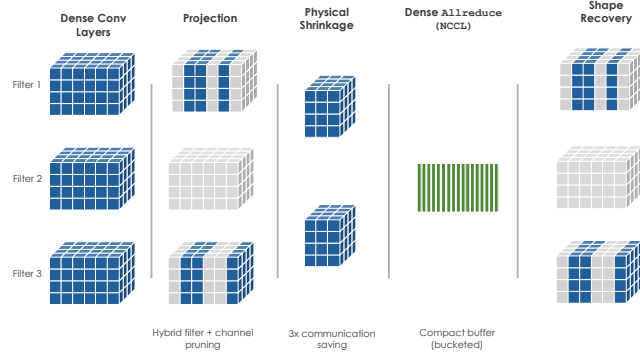 Dense Conv
Layers
Projection
Physical
Shrinkage
Dense Allreduce
(NCCL)
Shape
Recovery
Filter 1
Filter 2
Filter 3
Hybrid filter + channel
pruning
3x communication
saving
Compact buffer
(bucketed)